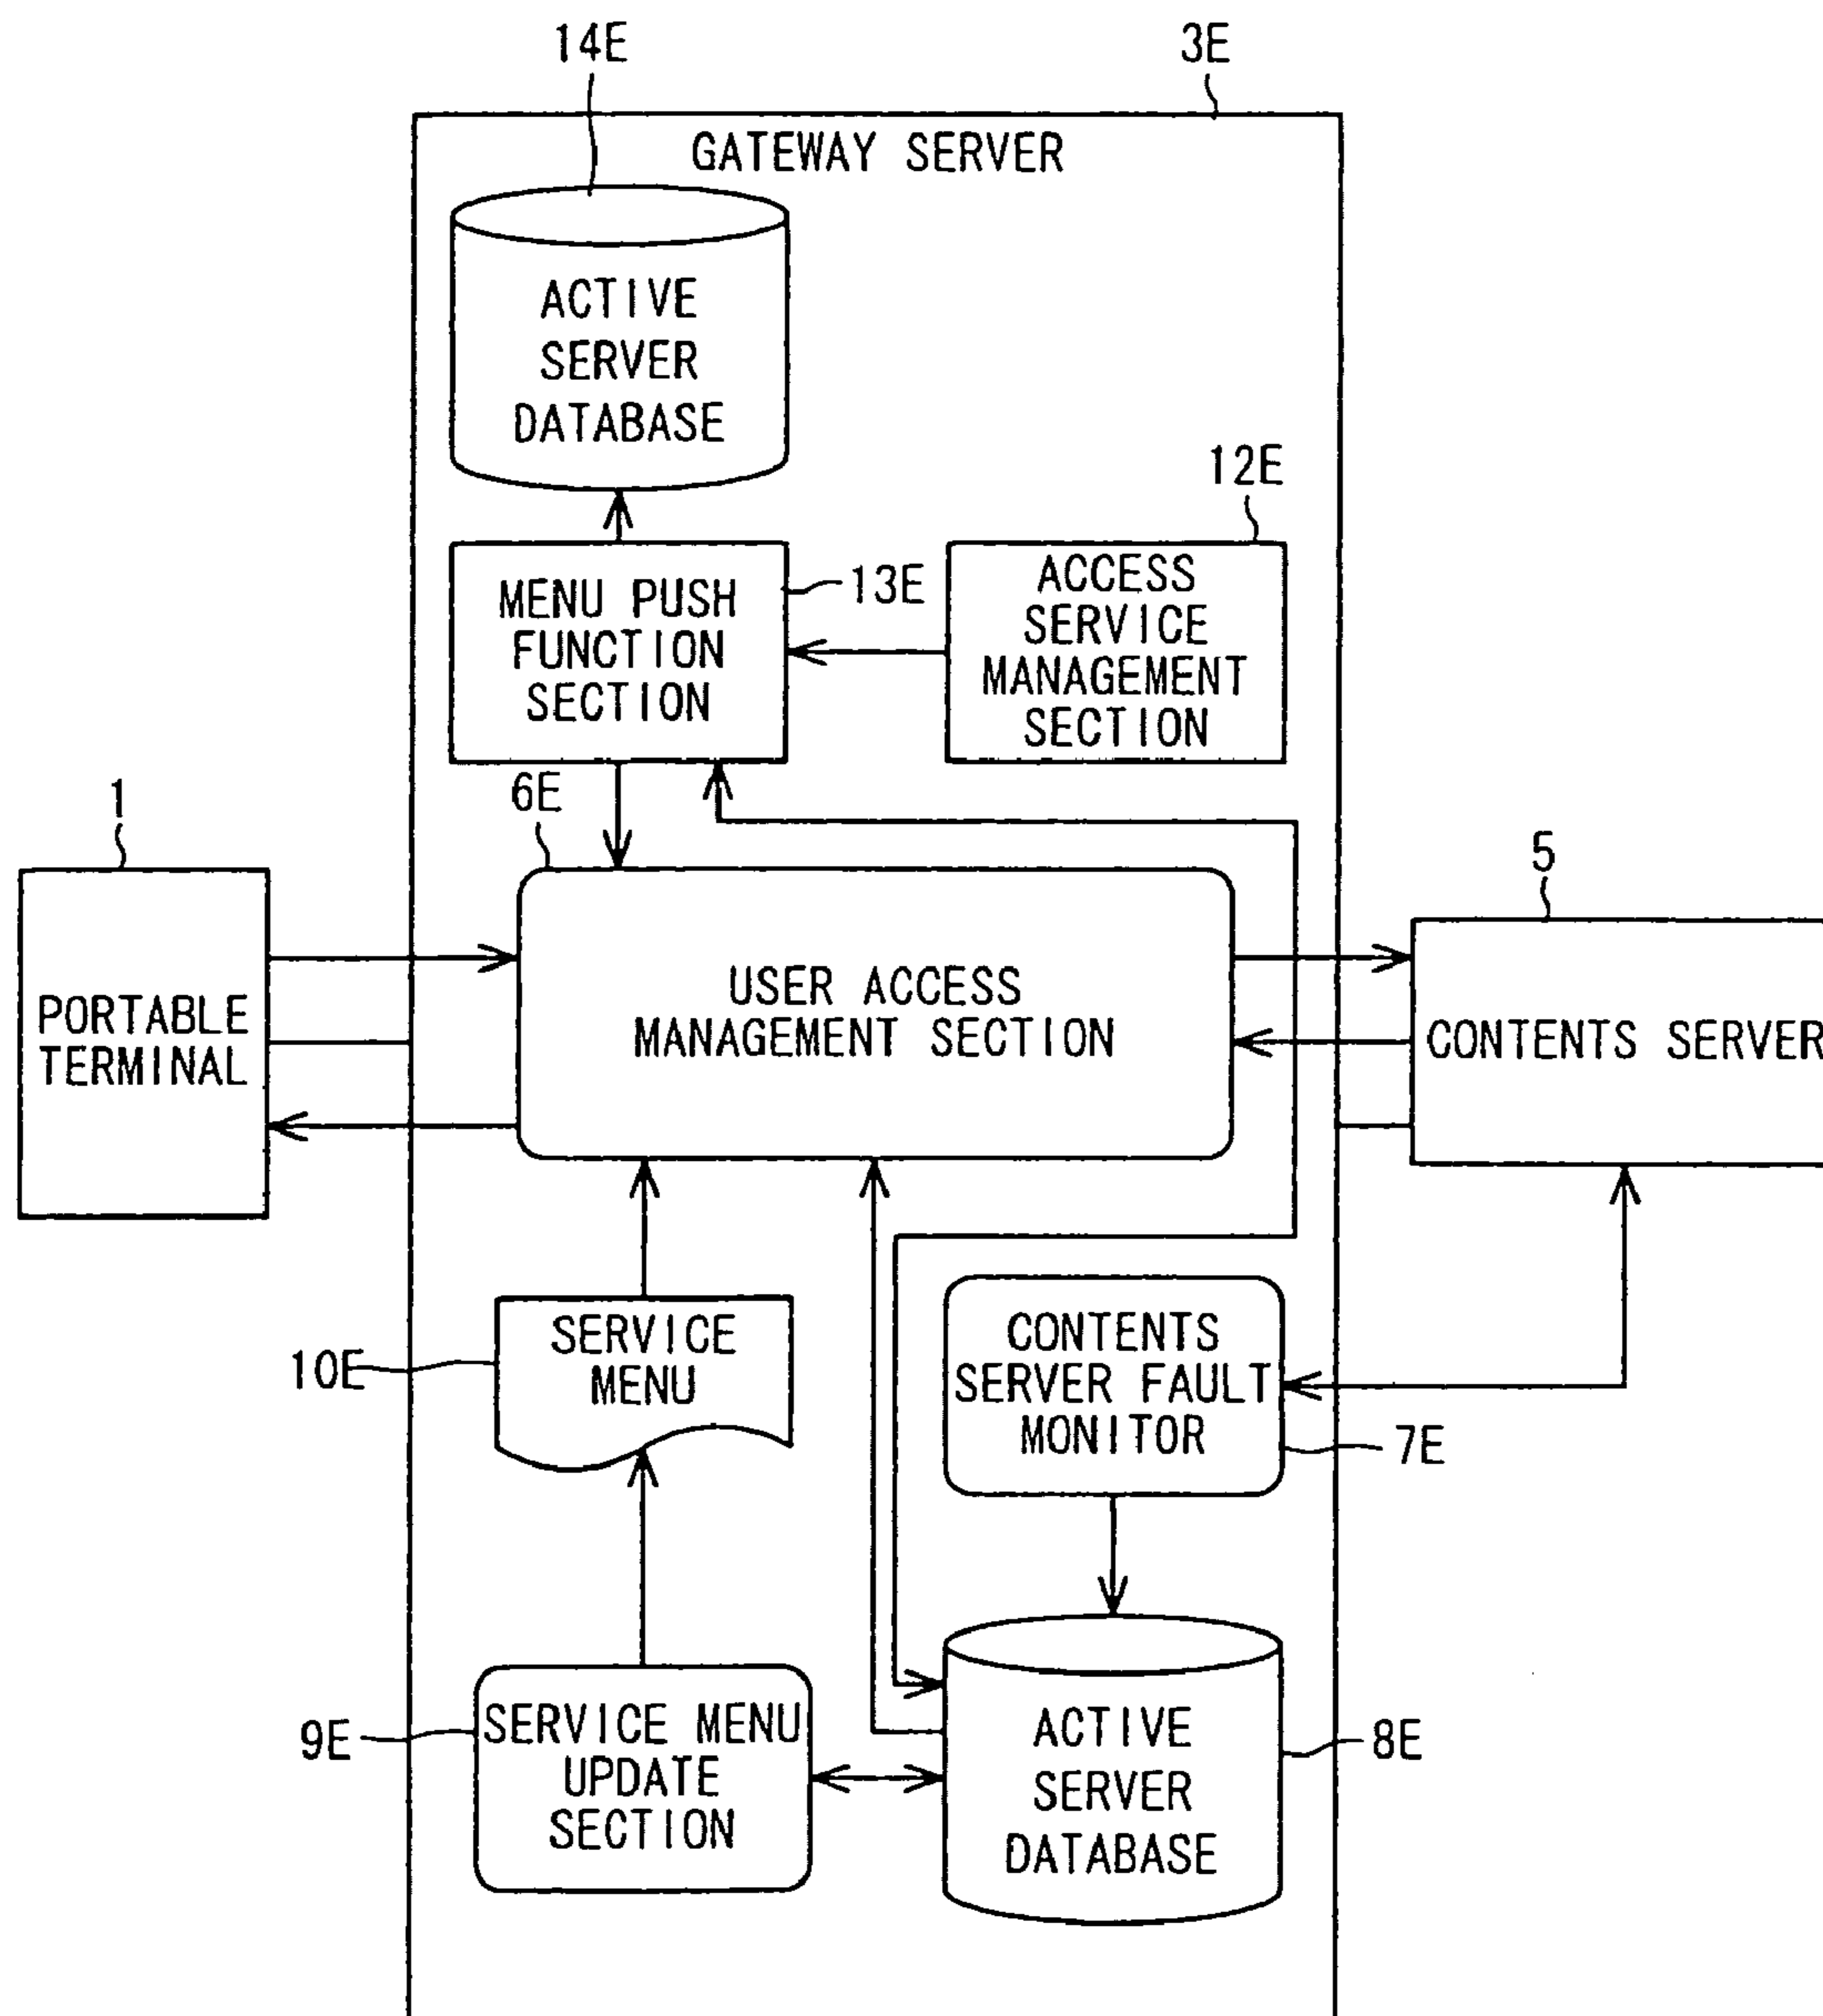 14E
3E
GATEWAY SERVER
ACTIVE
SERVER
DATABASE
12E
MENU PUSH
FUNCTION
SECTION
13E
ACCESS
SERVICE
MANAGEMENT
SECTION
6E
1
5
PORTABLE
TERMINAL
USER ACCESS
MANAGEMENT SECTION
CONTENTS SERVER
10E
SERVICE
MENU
CONTENTS
SERVER FAULT
MONITOR
7E
9E
SERVICE MENU
UPDATE
SECTION
ACTIVE
SERVER
DATABASE
8E